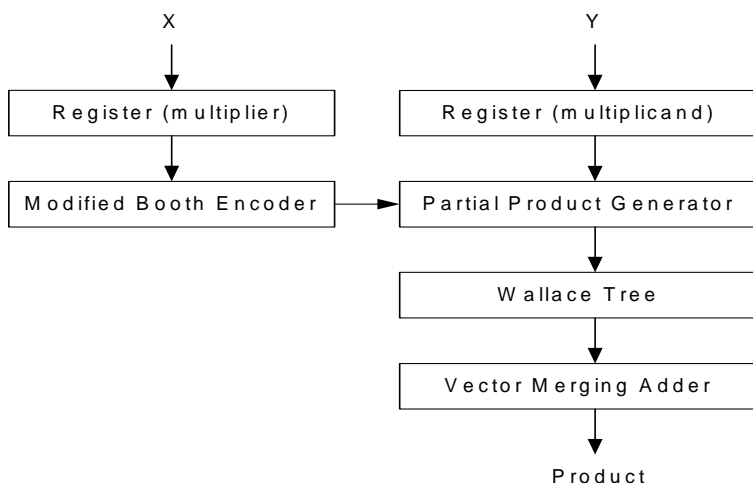 X
Y
Register (multiplier)
Register (multiplicand)
Modified Booth Encoder
Partial Product Generator
Wallace Tree
Vector Merging Adder
Product